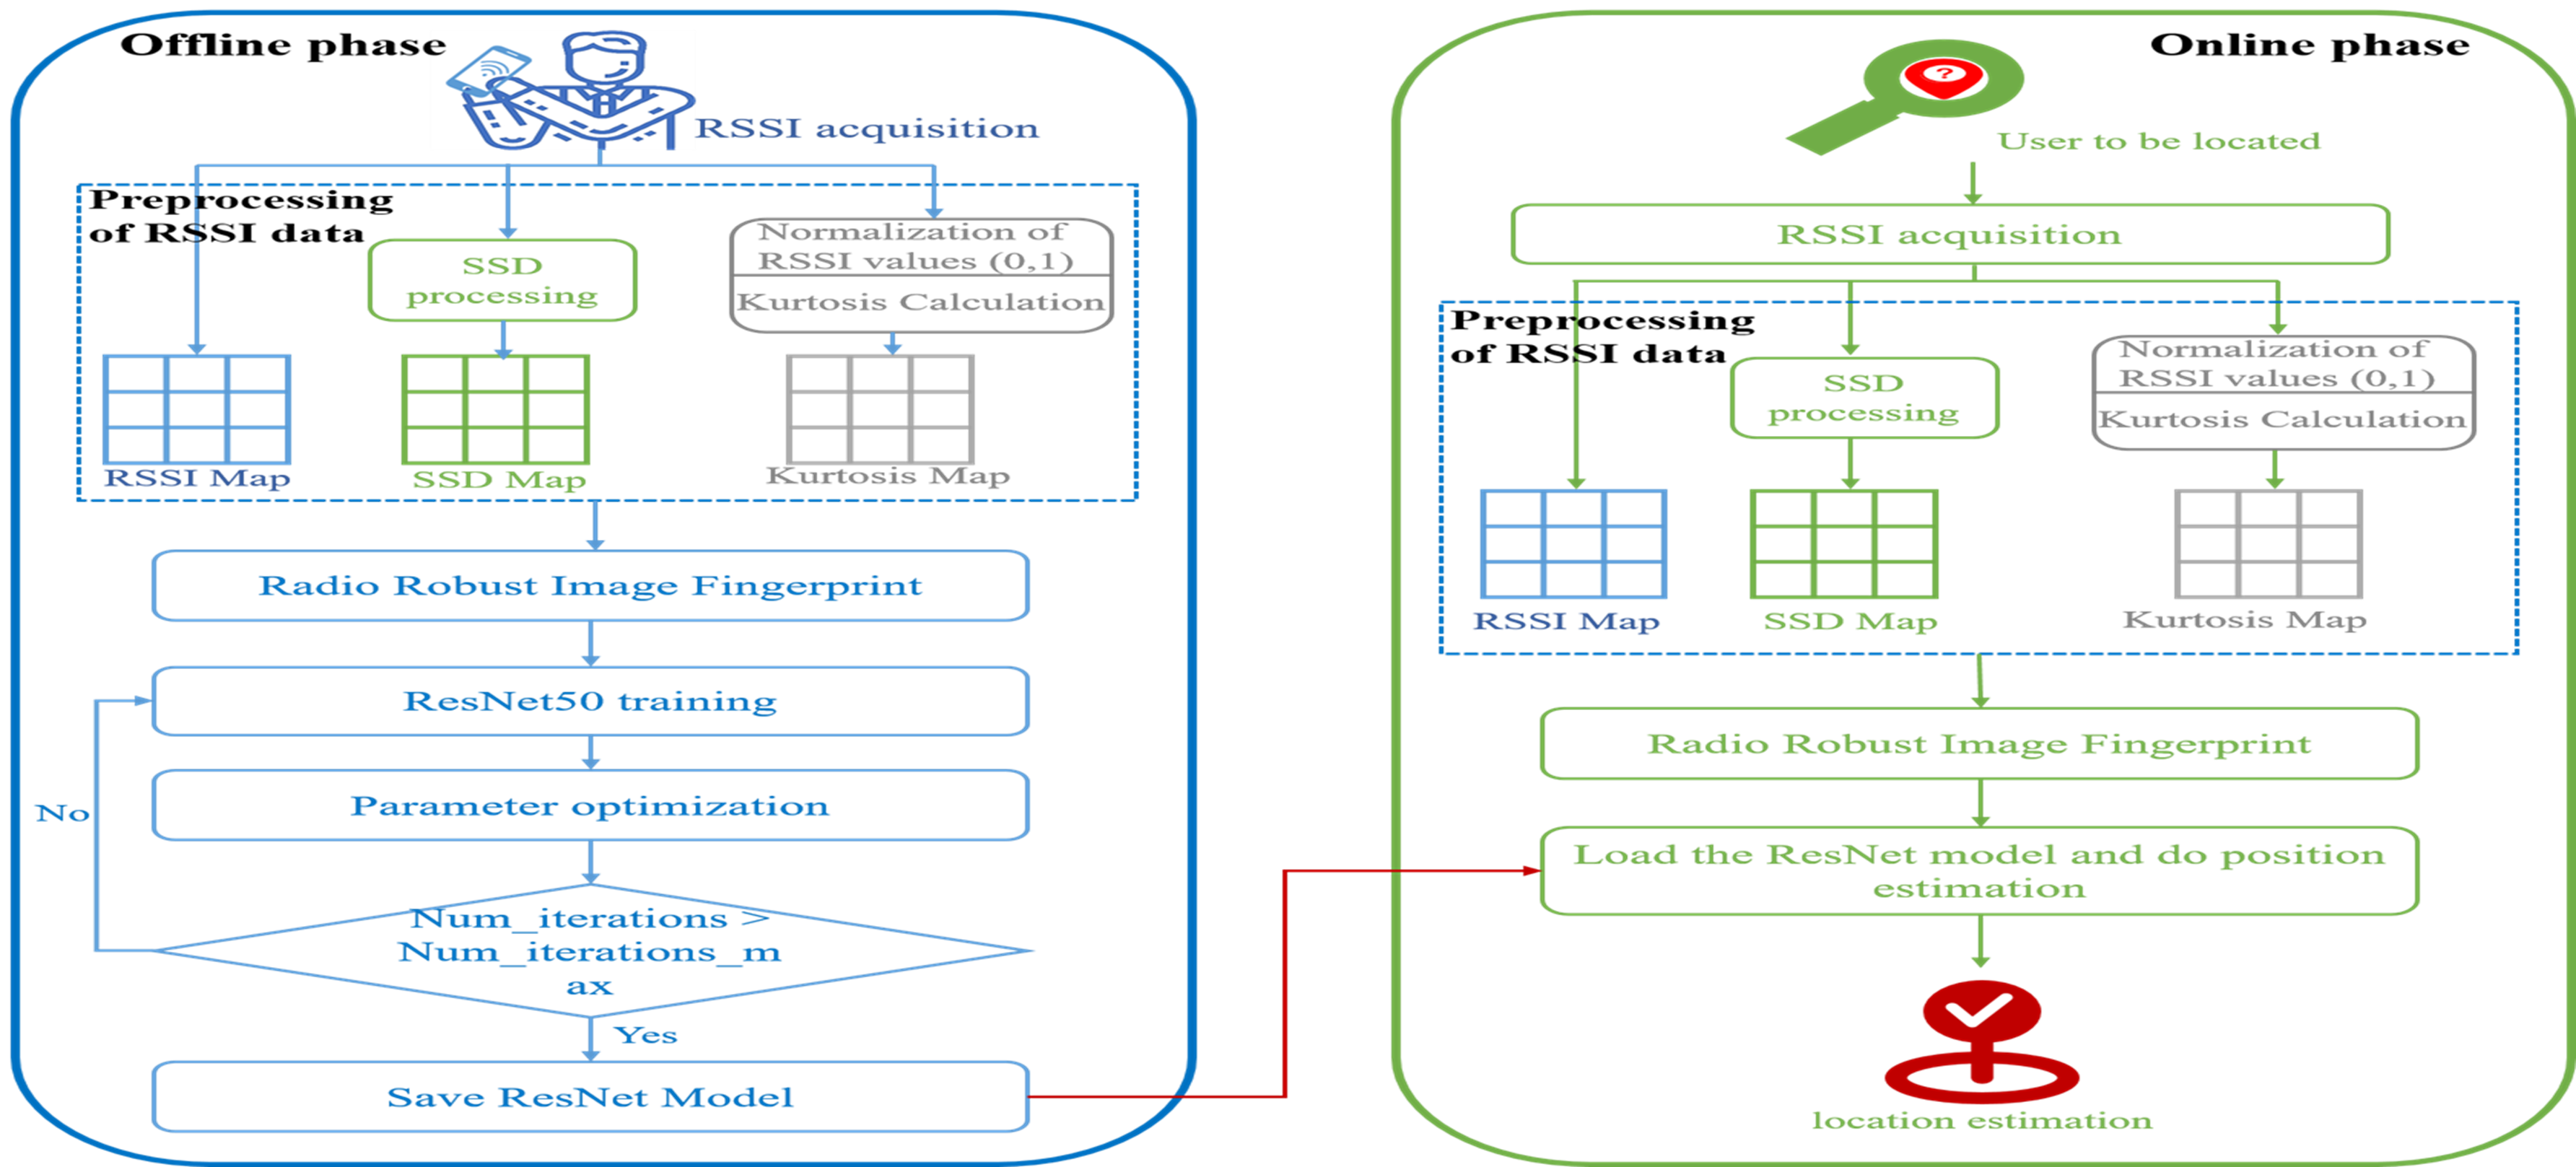 Offline phase
RSSI acquisition
Preprocessing
of RSSI data
SSD
processing
Normalization of
RSSI values (0,1)
Kurtosis Calculation
RSSI Map
SSD Map
Kurtosis Map
Radio Robust Image Fingerprint
ResNet50 training
Parameter optimization
No
Num_iterations >
Num_iterations_m
ax
Yes
Save ResNet Model
Online phase
?
User to be located
RSSI acquisition
Preprocessing
of RSSI data
SSD
processing
Normalization of
RSSI values (0,1)
Kurtosis Calculation
RSSI Map
SSD Map
Kurtosis Map
Radio Robust Image Fingerprint
Load the ResNet model and do position
estimation
location estimation